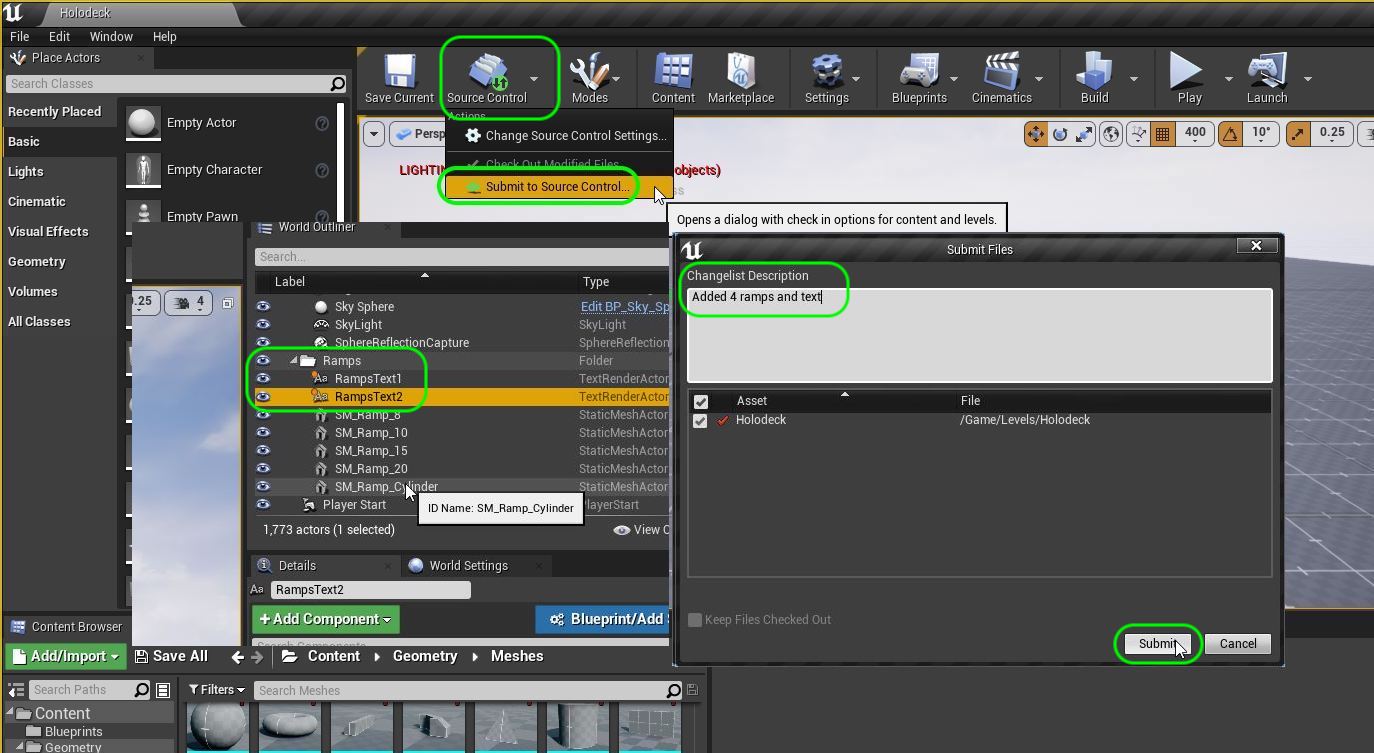 Holodeck
File Edit Window Help
Place Actors
Search Classes
Recently Placed
Basic
Lights
Cinematic
Visual Effects
Geometry
Volumes
All Classes
Empty Actor
Empty Character
Empty Pawn
Save Current Source Control Modes Content Marketplace Settings Blueprints Cinematics Build Play Launch
Actions
Change Source Control Settings...
Check Out Modified Files
Submit to Source Control...
Opens a dialog with check in options for content and levels.
Persp
400 10° 0.25
LIGHTIN objects)
.25 4
World Outliner
Search...
Label Type
Sky Sphere Edit BP_Sky_Sp
SkyLight SkyLight
SphereReflectionCapture SphereReflection
Ramps Folder
RampsText1 TextRenderActor
RampsText2 TextRenderActor
SM_Ramp_8 StaticMeshActor
SM_Ramp_10 StaticMeshActor
SM_Ramp_15 StaticMeshActor
SM_Ramp_20 StaticMeshActor
SM_Ramp_Cylinder StaticMeshActor
Player Start PlayerStart
ID Name: SM_Ramp_Cylinder
1,773 actors (1 selected) View O
Details World Settings
Aa RampsText2
+Add Component Blueprint/Add S
Search Components
Submit Files
Changelist Description
Added 4 ramps and text
Asset File
Holodeck /Game/Levels/Holodeck
Keep Files Checked Out
Submit Cancel
Content Browser
Add/Import Save All Content Geometry Meshes
Search Paths Filters Search Meshes
Content
Blueprints
Geometry